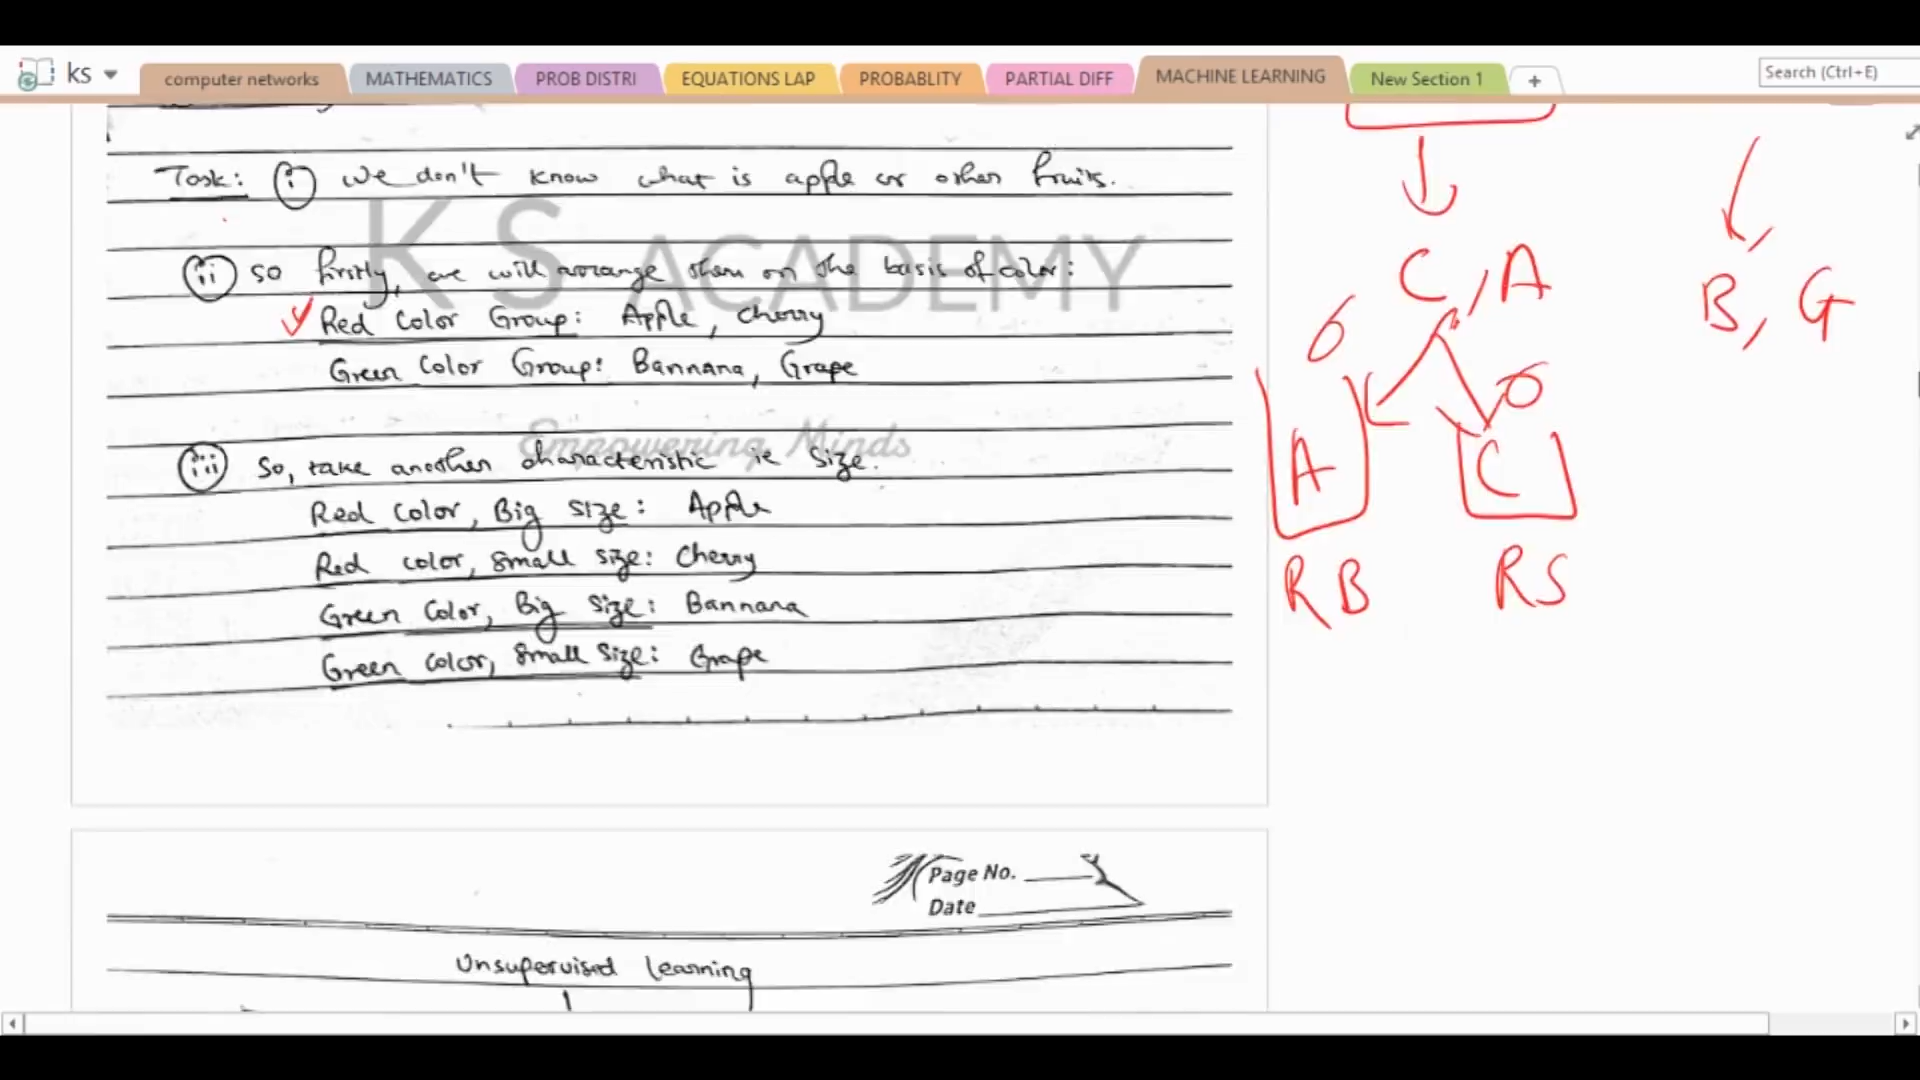 ks
computer networks
MATHEMATICS
PROB DISTRI
EQUATIONS LAP
PROBABLITY
PARTIAL DIFF
MACHINE LEARNING
New Section 1
+
Search (Ctrl+E)
Task: (i) We don't know what is apple or other fruits.
KS ACADEMY
(ii) so firstly, we will arrange them on the basis of color:
Red Color Group: Apple, Cherry
Green Color Group: Bannana, Grape
Empowering Minds
(iii) So, take another characteristic ie size.
Red Color, Big size: Apple
Red color, small size: Cherry
Green Color, Big size: Bannana
Green color, small size: Grape
C, A
B, G
A
C
RB
RS
Page No.
Date
Unsupervised learning